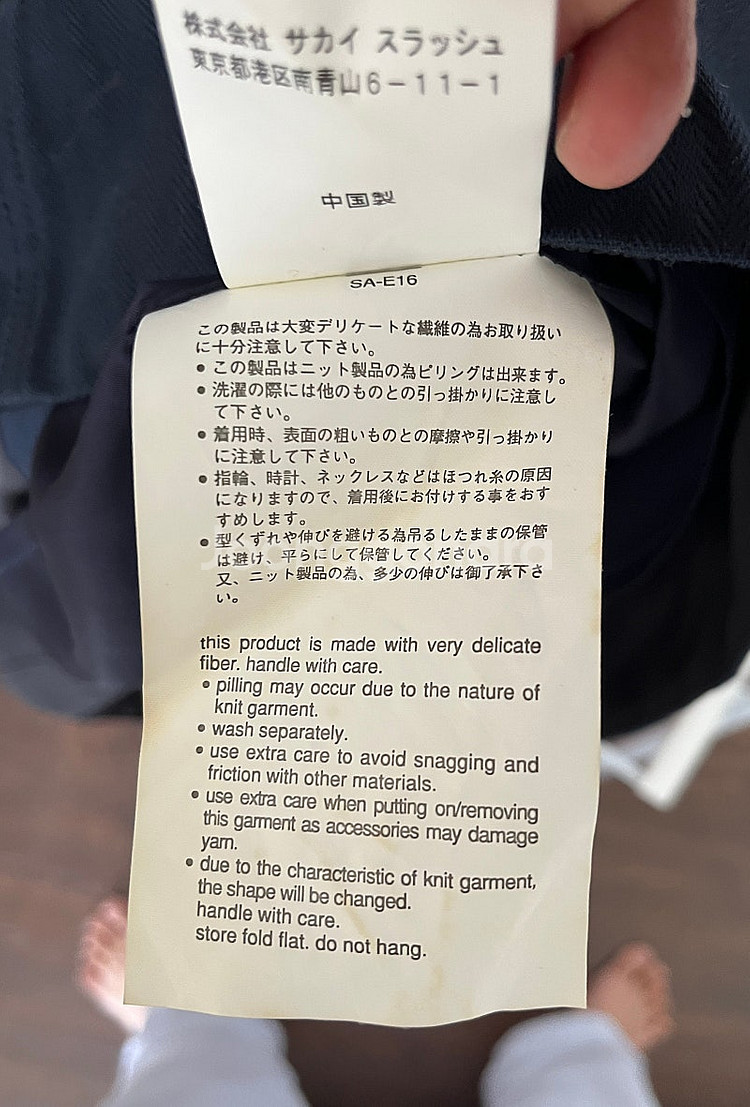 株式会社 サカイ スラッシュ
東京都港区南青山6-11-1
中国製
SA-E16
この製品は大変デリケートな繊維の為お取り扱い
に十分注意して下さい。
● この製品はニット製品の為ピリングは出来ます。
● 洗濯の際には他のものとの引っ掛かりに注意し
て下さい。
● 着用時、表面の粗いものとの摩擦や引っ掛かり
に注意して下さい。
● 指輪、時計、ネックレスなどはほつれ糸の原因
になりますので、着用後にお付けする事をおす
すめします。
● 型くずれや伸びを避ける為吊るしたままの保管
は避け、平らにして保管してください。
又、ニット製品の為、多少の伸びは御了承下さ
い。
this product is made with very delicate
fiber. handle with care.
● pilling may occur due to the nature of
knit garment.
● wash separately.
● use extra care to avoid snagging and
friction with other materials.
● use extra care when putting on/removing
this garment as accessories may damage
yarn.
● due to the characteristic of knit garment,
the shape will be changed.
handle with care.
store fold flat. do not hang.